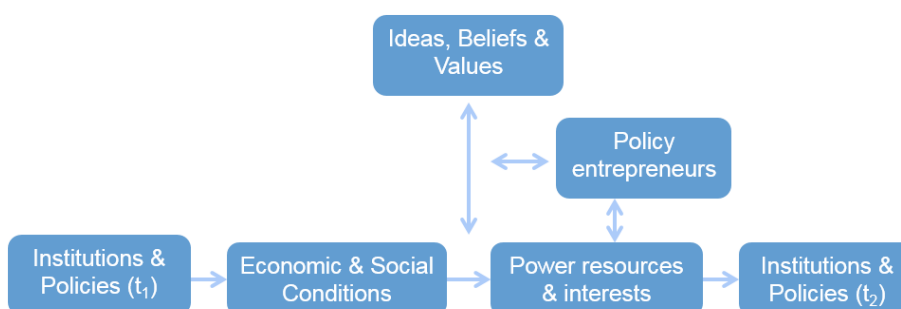 Ideas, Beliefs &
Values
Policy
entrepreneurs
Institutions &
Policies (t₁)
Economic & Social
Conditions
Power resources
& interests
Institutions &
Policies (t₂)